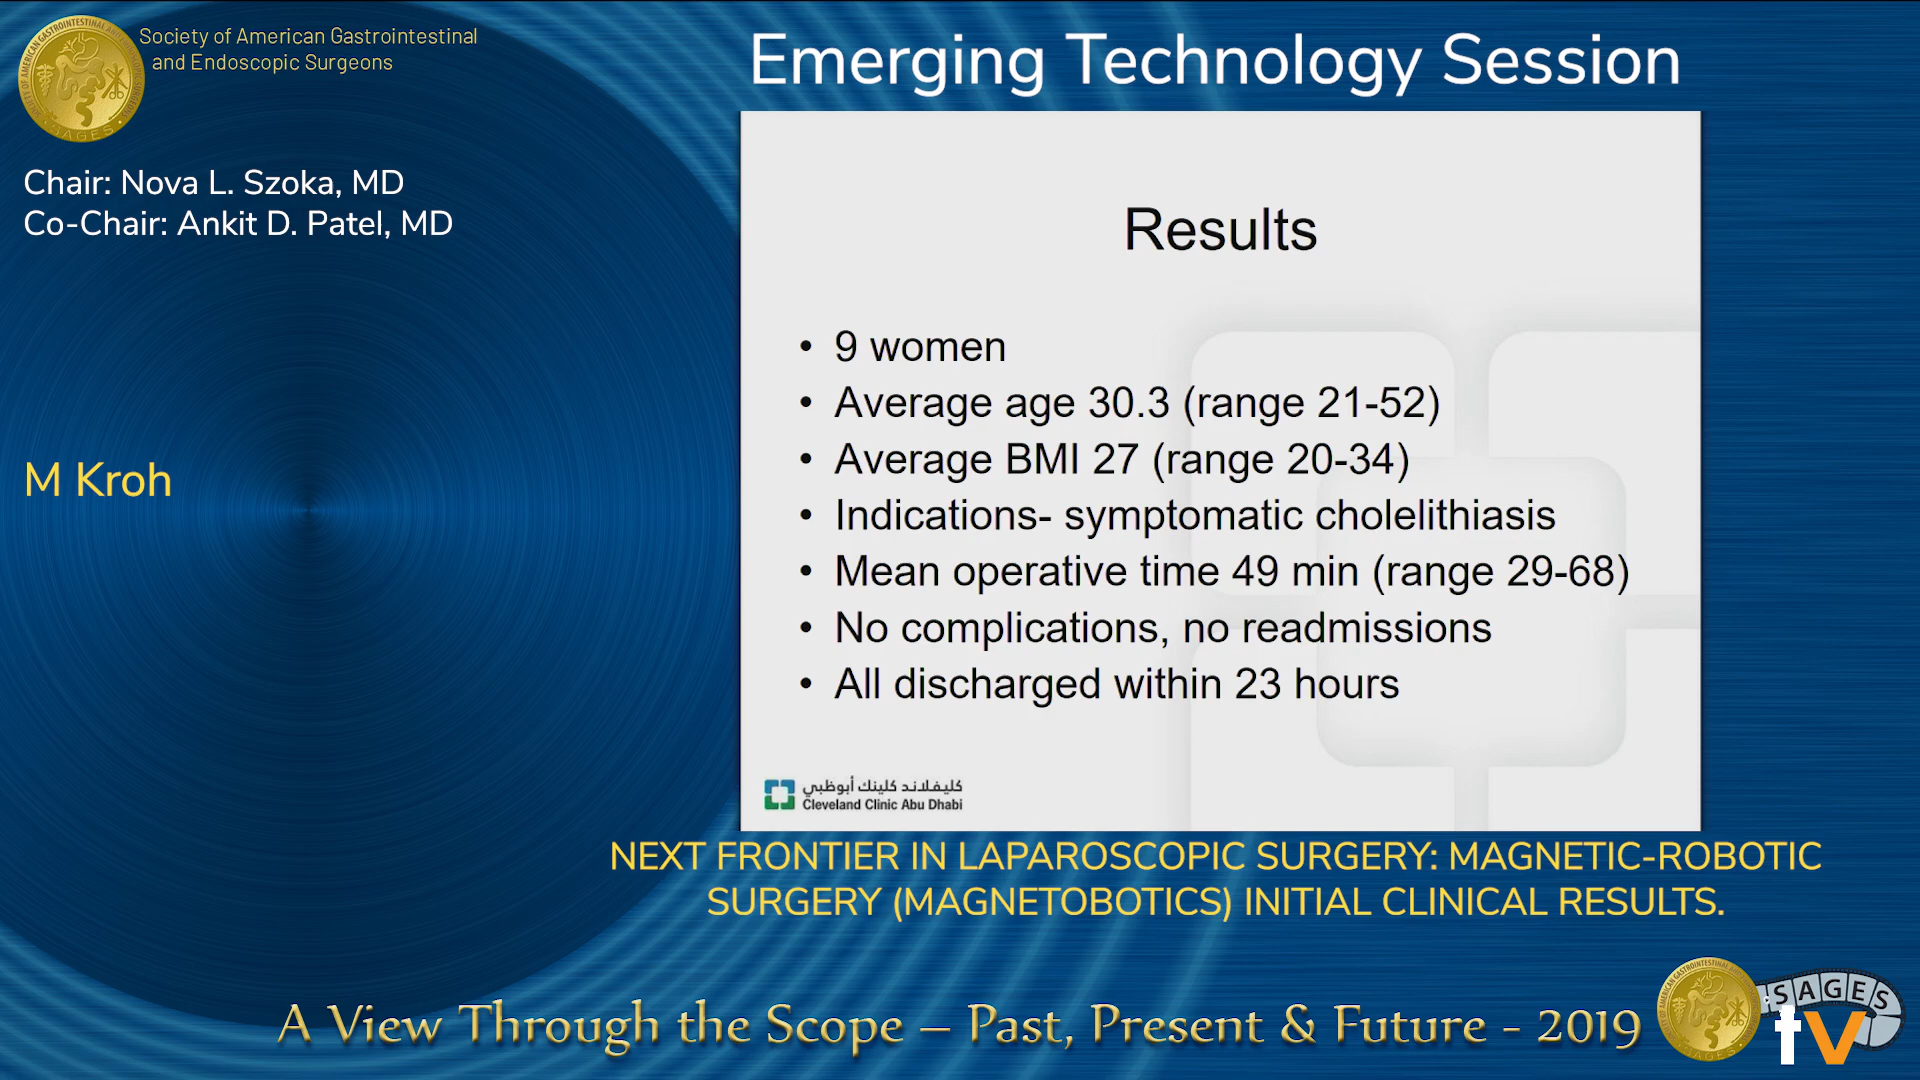 Society of American Gastrointestinal
and Endoscopic Surgeons
SAGES
Emerging Technology Session
Chair: Nova L. Szoka, MD
Co-Chair: Ankit D. Patel, MD
M Kroh
Results
• 9 women
• Average age 30.3 (range 21-52)
• Average BMI 27 (range 20-34)
• Indications- symptomatic cholelithiasis
• Mean operative time 49 min (range 29-68)
• No complications, no readmissions
• All discharged within 23 hours
كليفلاند كلينك أبوظبي
Cleveland Clinic Abu Dhabi
NEXT FRONTIER IN LAPAROSCOPIC SURGERY: MAGNETIC-ROBOTIC
SURGERY (MAGNETOBOTICS) INITIAL CLINICAL RESULTS.
A View Through the Scope – Past, Present & Future - 2019
SAGES
tv